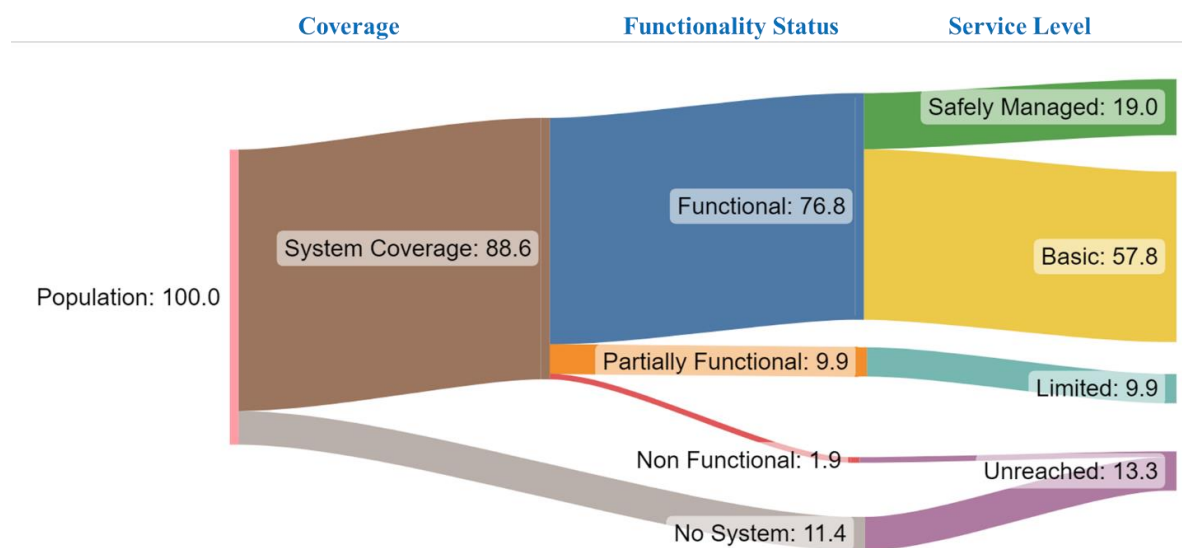 Coverage
Functionality Status
Service Level
Safely Managed: 19.0
Functional: 76.8
System Coverage: 88.6
Basic: 57.8
Population: 100.0
Partially Functional: 9.9
Limited: 9.9
Non Functional: 1.9
Unreached: 13.3
No System: 11.4